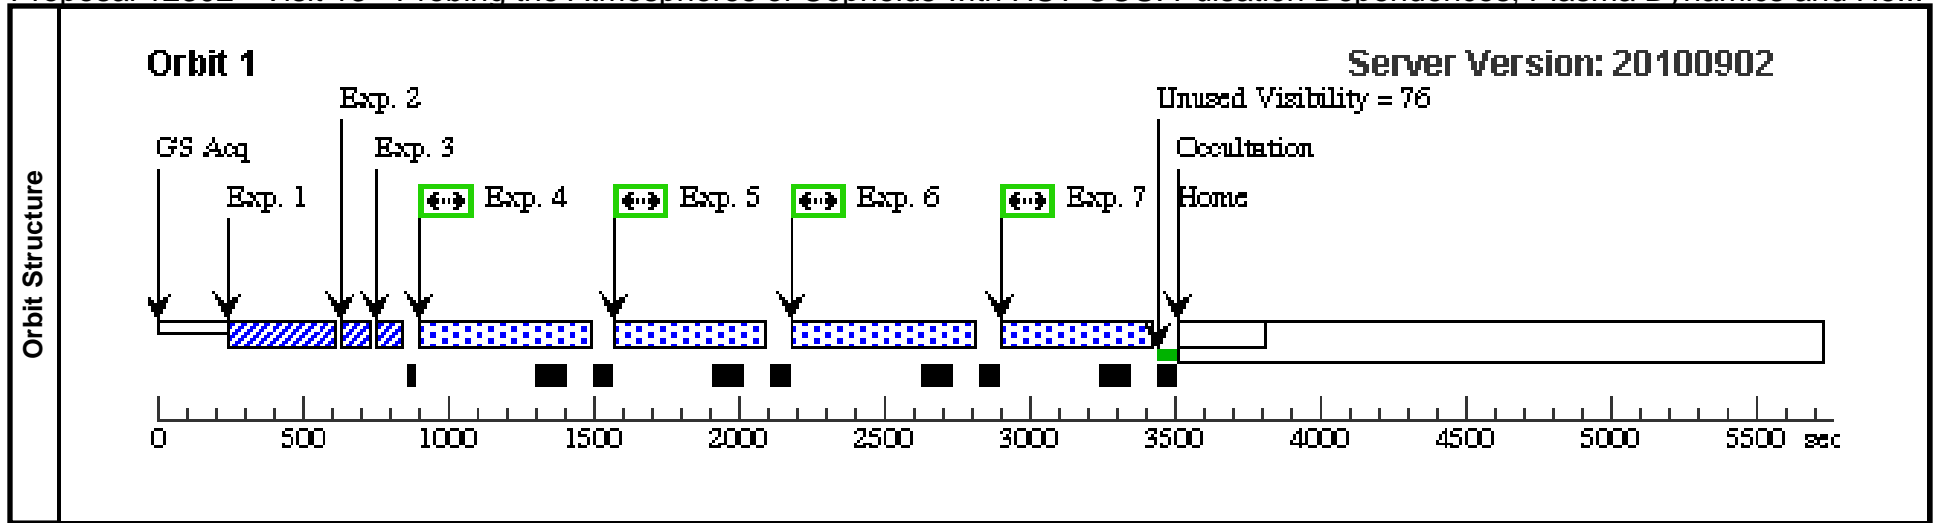 Orbit Structure
Orbit 1
Server Version: 20100902
Exp. 2
Unused Visibility = 76
GS Acq
Exp. 3
Occultation
Exp. 1
Exp. 4
Exp. 5
Exp. 6
Exp. 7
Home
0 500 1000 1500 2000 2500 3000 3500 4000 4500 5000 5500 sec